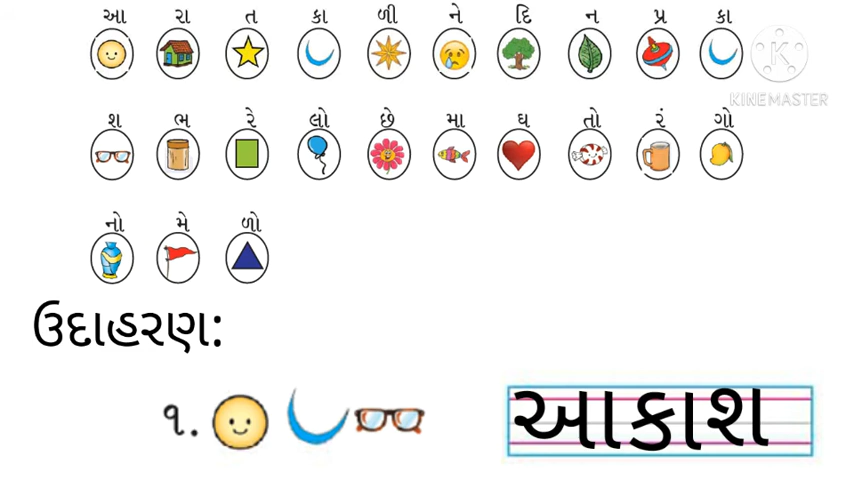 આ રા ત કા ળી ને દિ ન પ્ર કા
K
KINEMASTER
શ ભ રે લો છે મા ઘ તો રં ગો
નો મે ળો
ઉદાહરણ:
૧. આકાશ